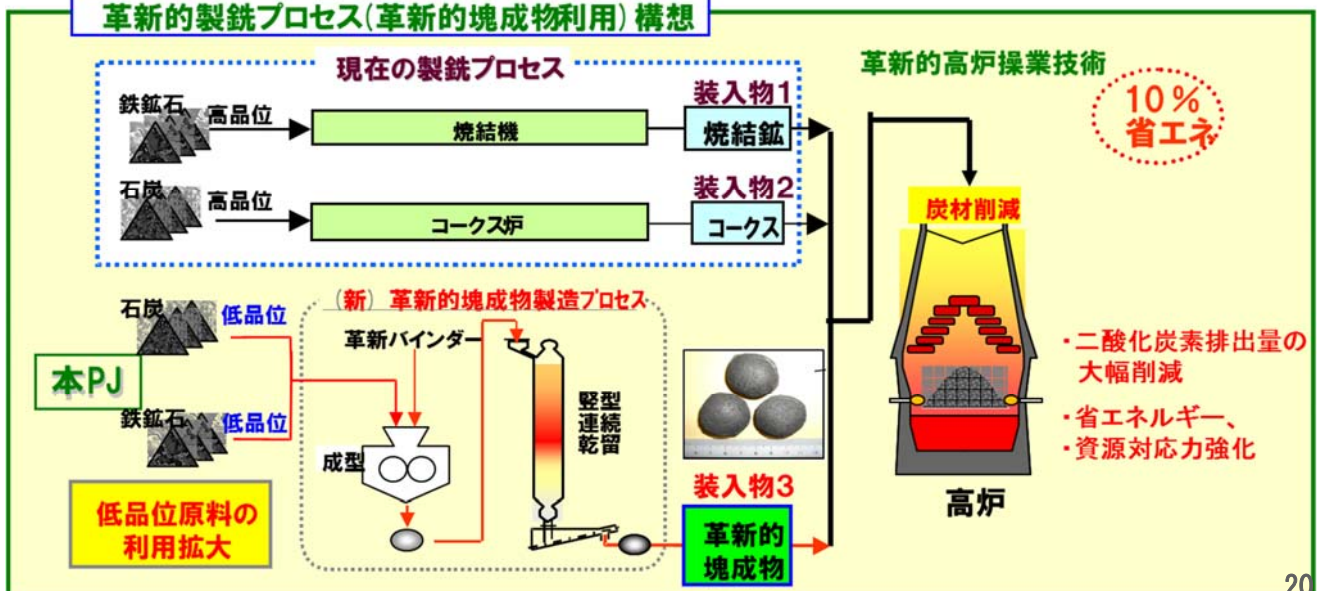 革新的製銑プロセス(革新的塊成物利用)構想
現在の製銑プロセス
革新的高炉操業技術
10%
省エネ
鉄鉱石
高品位
焼結機
装入物1
焼結鉱
石炭
高品位
コークス炉
装入物2
コークス
炭材削減
(新)革新的塊成物製造プロセス
石炭
低品位
革新バインダー
本PJ
鉄鉱石
低品位
成型
竪型
連続
乾留
・二酸化炭素排出量の
大幅削減
・省エネルギー、
・資源対応力強化
高炉
低品位原料の
利用拡大
装入物3
革新的
塊成物
20